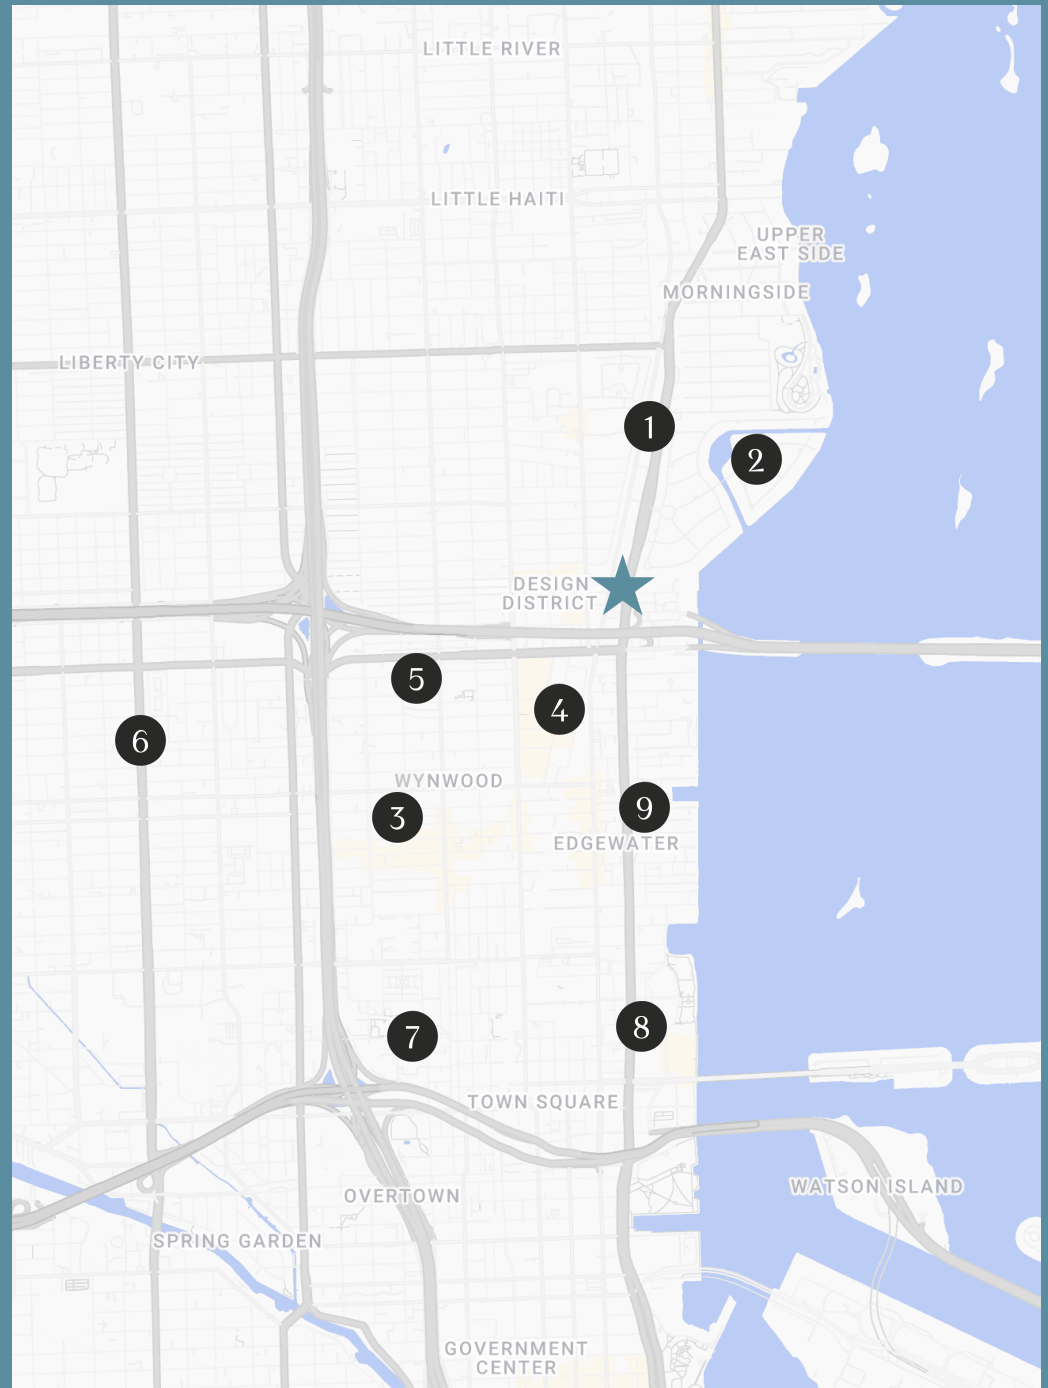 LITTLE RIVER
LITTLE HAITI
UPPER
EAST SIDE
MORNINGSIDE
LIBERTY CITY
1
2
DESIGN
DISTRICT
5
4
6
WYNWOOD
3
9
EDGEWATER
8
7
TOWN SQUARE
WATSON ISLAND
OVERTOWN
SPRING GARDEN
GOVERNMENT
CENTER